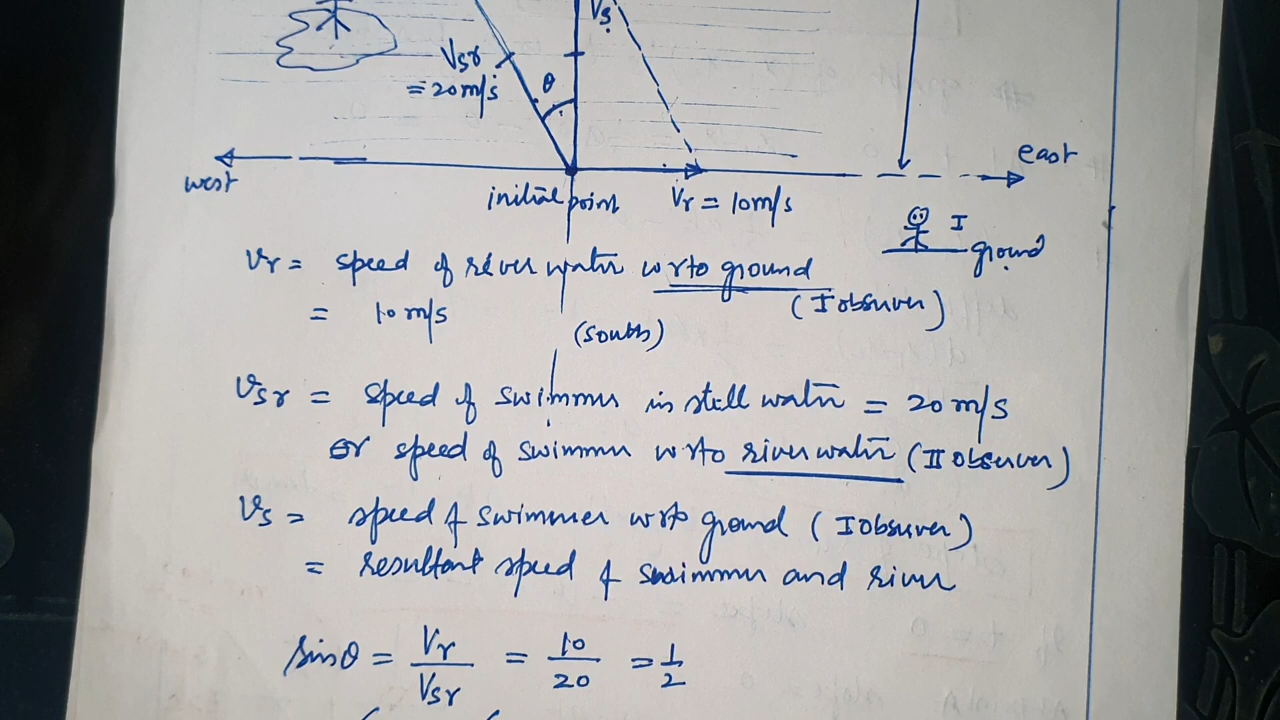 Vs
Vsr
= 20 m/s
θ
west
east
initial point
Vr = 10 m/s
I
ground
Vr = speed of river water w r to ground
(I observer)
= 10 m/s
(south)
Vsr = speed of swimmer in still water = 20 m/s
or speed of swimmer w r to river water (II observer)
Vs = speed of swimmer w r to ground (I observer)
= resultant speed of swimmer and river
sinθ = Vr/Vsr = 10/20 = 1/2